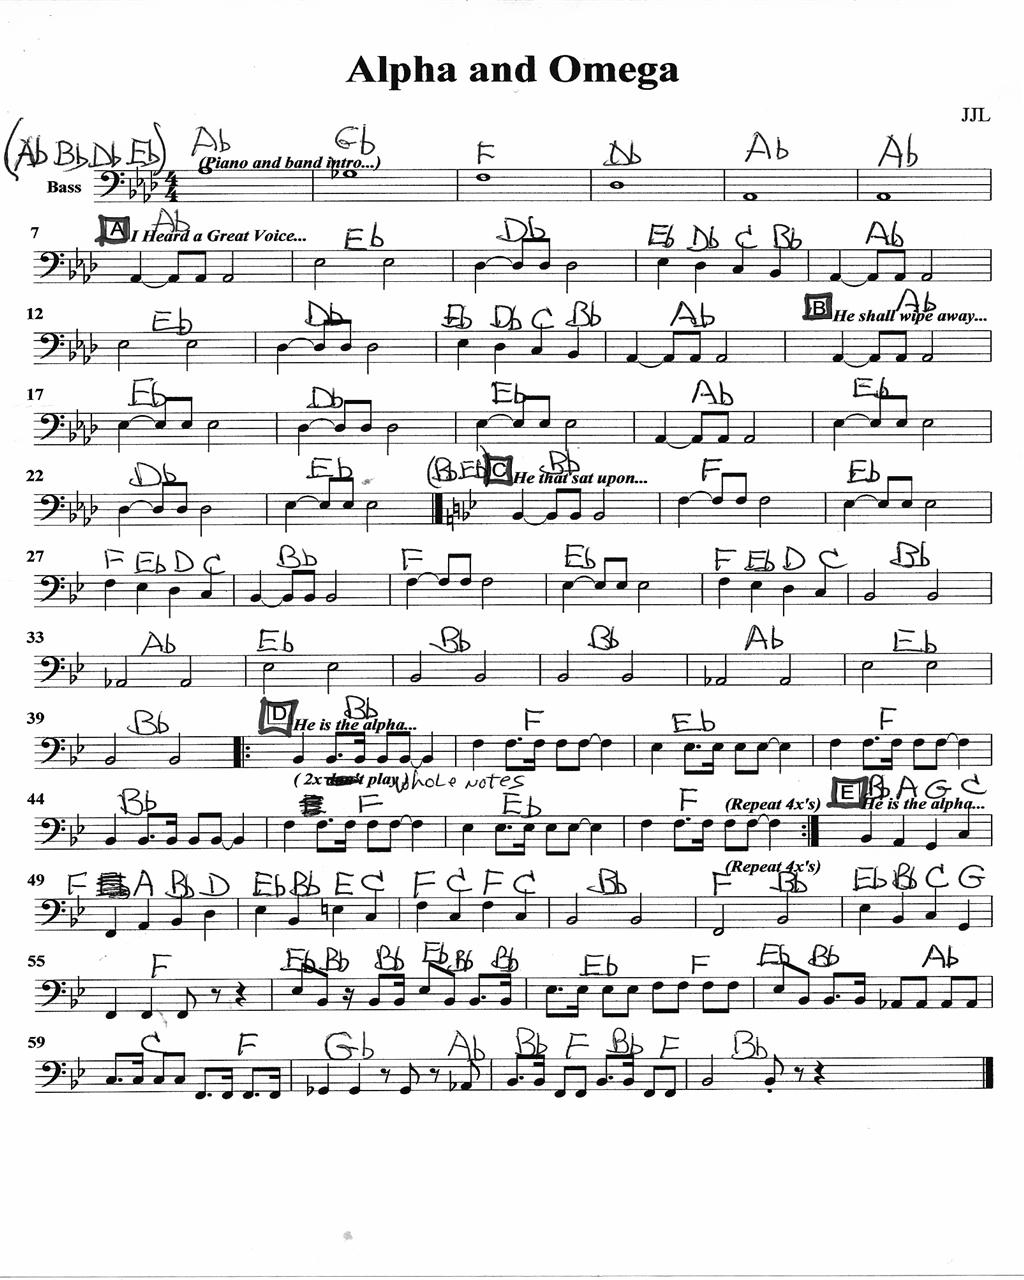 Alpha and Omega
JJL
(Ab Bb Db Eb) Ab Gb F Db Ab Ab
(Piano and band intro...)
Bass
4
4
A Ab
7 I Heard a Great Voice... Eb Db Eb Db C Bb Ab
12 Eb Db Eb Db C Bb Ab B He shall wipe away... Ab
17 Eb Db Eb Ab Eb
22 Db Eb (Bb Eb) C He that sat upon... Bb F Eb
27 F Eb D C Bb F Eb F Eb D C Bb
33 Ab Eb Bb Bb Ab Eb
39 Bb D He is the alpha... Bb F Eb F
( 2x play ) whole notes
44 Bb F Eb F (Repeat 4x's) E He is the alpha... Bb A G C
(Repeat 4x's)
49 F A Bb D Eb Bb E C F C F C Bb F Bb Eb Bb C G
55 F Eb Bb Bb Eb Bb Bb Eb F Eb Bb Ab
59 C F Gb Ab Bb F Bb F Bb